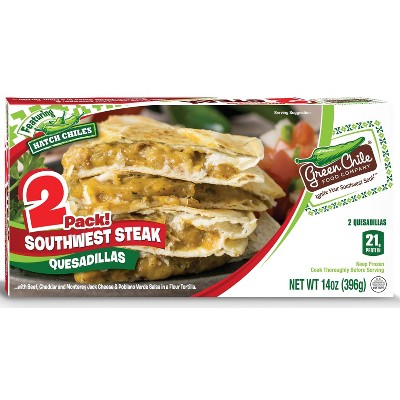 Featuring
HATCH CHILES
Serving Suggestion
2
Pack!
SOUTHWEST STEAK
QUESADILLAS
...with Beef, Cheddar and Monterey Jack Cheese & Poblano Verde Salsa in a Flour Tortilla.
Green Chile
FOOD COMPANY
Ignite Your Southwest Soul
2 QUESADILLAS
21g
PROTEIN
Keep Frozen
Cook Thoroughly Before Serving
NET WT 14oz (396g)